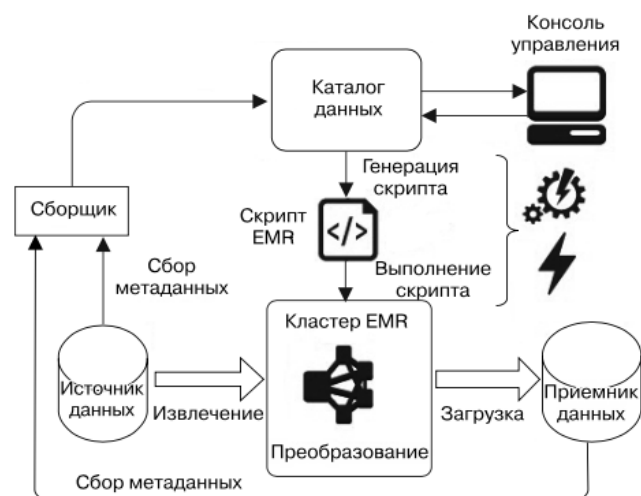 Консоль
управления
Каталог
данных
Генерация
скрипта
Сборщик
Скрипт
EMR
</>
Сбор
метаданных
Выполнение
скрипта
Кластер EMR
Источник
данных
Извлечение
Преобразование
Загрузка
Приемник
данных
Сбор метаданных